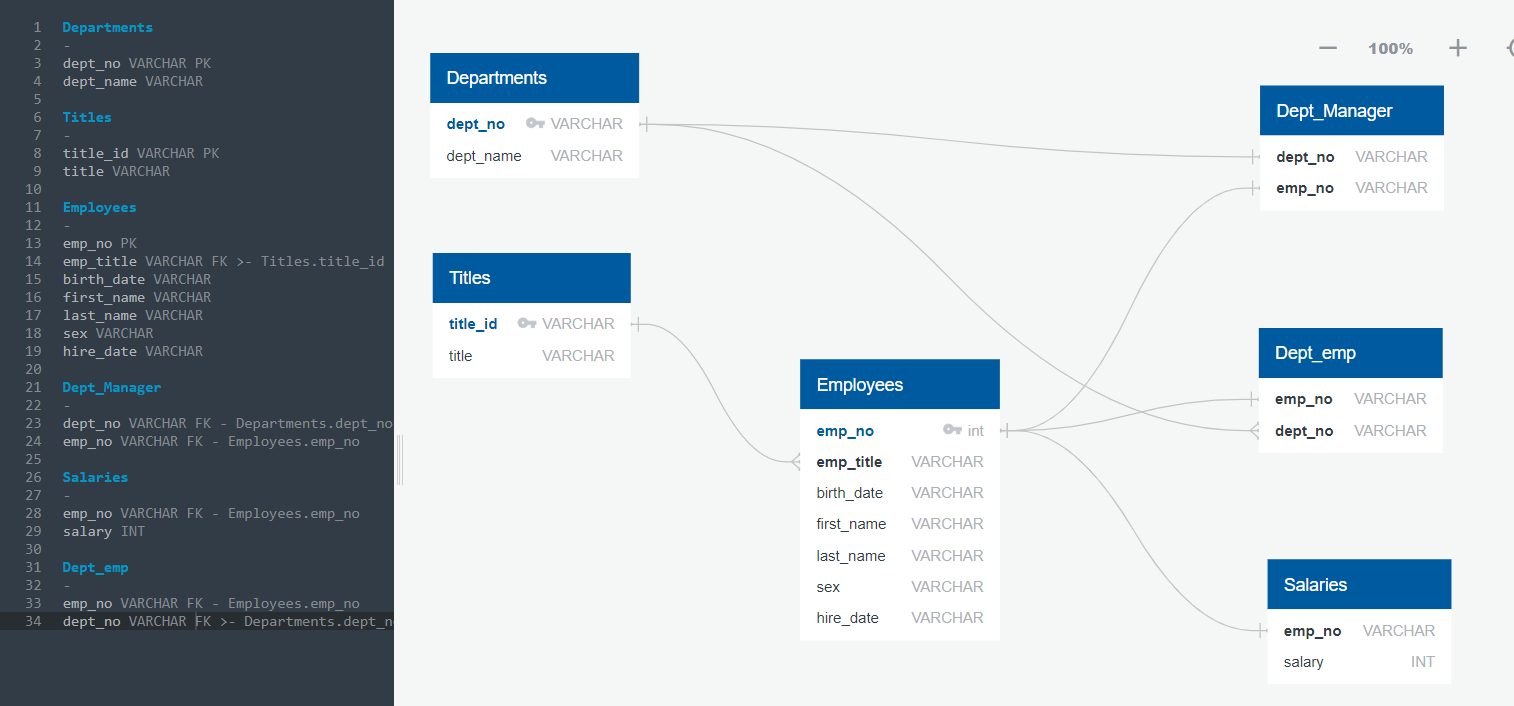 1 Departments
2 -
3 dept_no VARCHAR PK
4 dept_name VARCHAR
5
6 Titles
7 -
8 title_id VARCHAR PK
9 title VARCHAR
10
11 Employees
12 -
13 emp_no PK
14 emp_title VARCHAR FK >- Titles.title_id
15 birth_date VARCHAR
16 first_name VARCHAR
17 last_name VARCHAR
18 sex VARCHAR
19 hire_date VARCHAR
20
21 Dept_Manager
22 -
23 dept_no VARCHAR FK - Departments.dept_no
24 emp_no VARCHAR FK - Employees.emp_no
25
26 Salaries
27 -
28 emp_no VARCHAR FK - Employees.emp_no
29 salary INT
30
31 Dept_emp
32 -
33 emp_no VARCHAR FK - Employees.emp_no
34 dept_no VARCHAR FK >- Departments.dept_n
100%
Departments
dept_no VARCHAR
dept_name VARCHAR
Titles
title_id VARCHAR
title VARCHAR
Employees
emp_no int
emp_title VARCHAR
birth_date VARCHAR
first_name VARCHAR
last_name VARCHAR
sex VARCHAR
hire_date VARCHAR
Dept_Manager
dept_no VARCHAR
emp_no VARCHAR
Dept_emp
emp_no VARCHAR
dept_no VARCHAR
Salaries
emp_no VARCHAR
salary INT